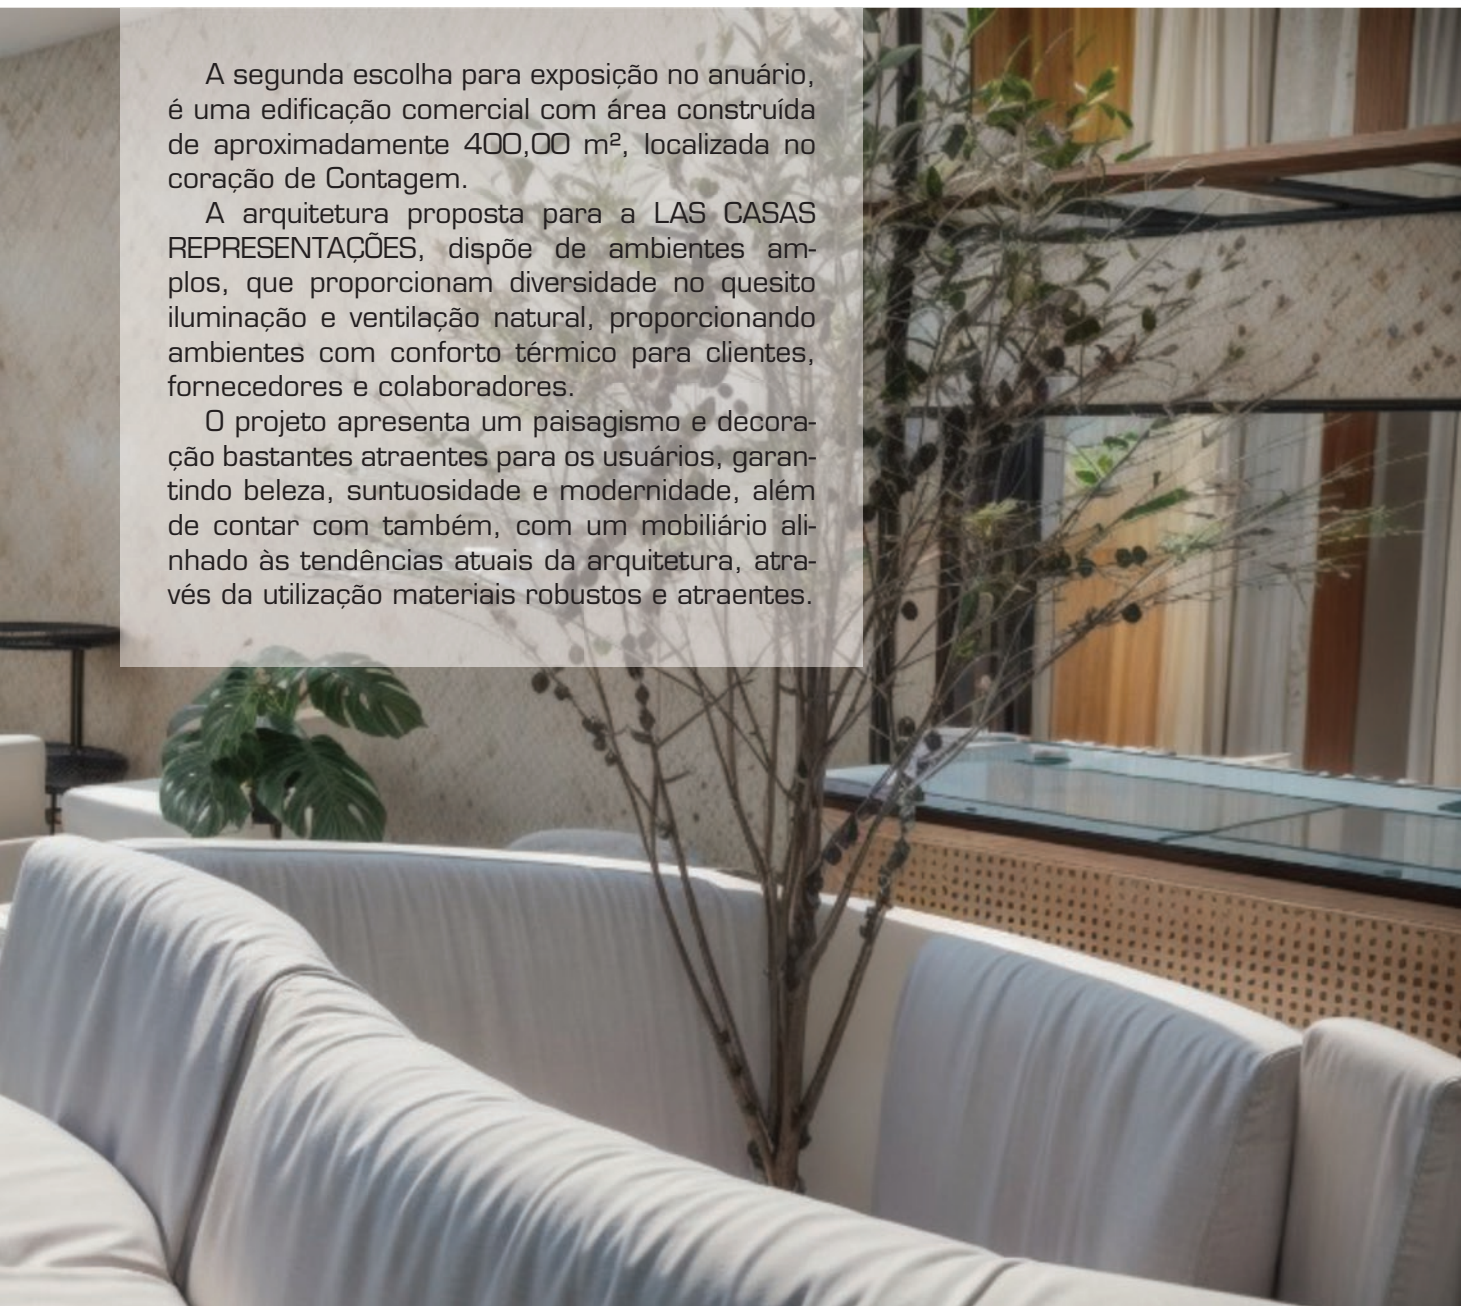 A segunda escolha para exposição no anuário,
é uma edificação comercial com área construída
de aproximadamente 400,00 m², localizada no
coração de Contagem.
A arquitetura proposta para a LAS CASAS
REPRESENTAÇÕES, dispõe de ambientes am-
plos, que proporcionam diversidade no quesito
iluminação e ventilação natural, proporcionando
ambientes com conforto térmico para clientes,
fornecedores e colaboradores.
O projeto apresenta um paisagismo e decora-
ção bastantes atraentes para os usuários, garan-
tindo beleza, suntuosidade e modernidade, além
de contar com também, com um mobiliário ali-
nhado às tendências atuais da arquitetura, atra-
vés da utilização materiais robustos e atraentes.